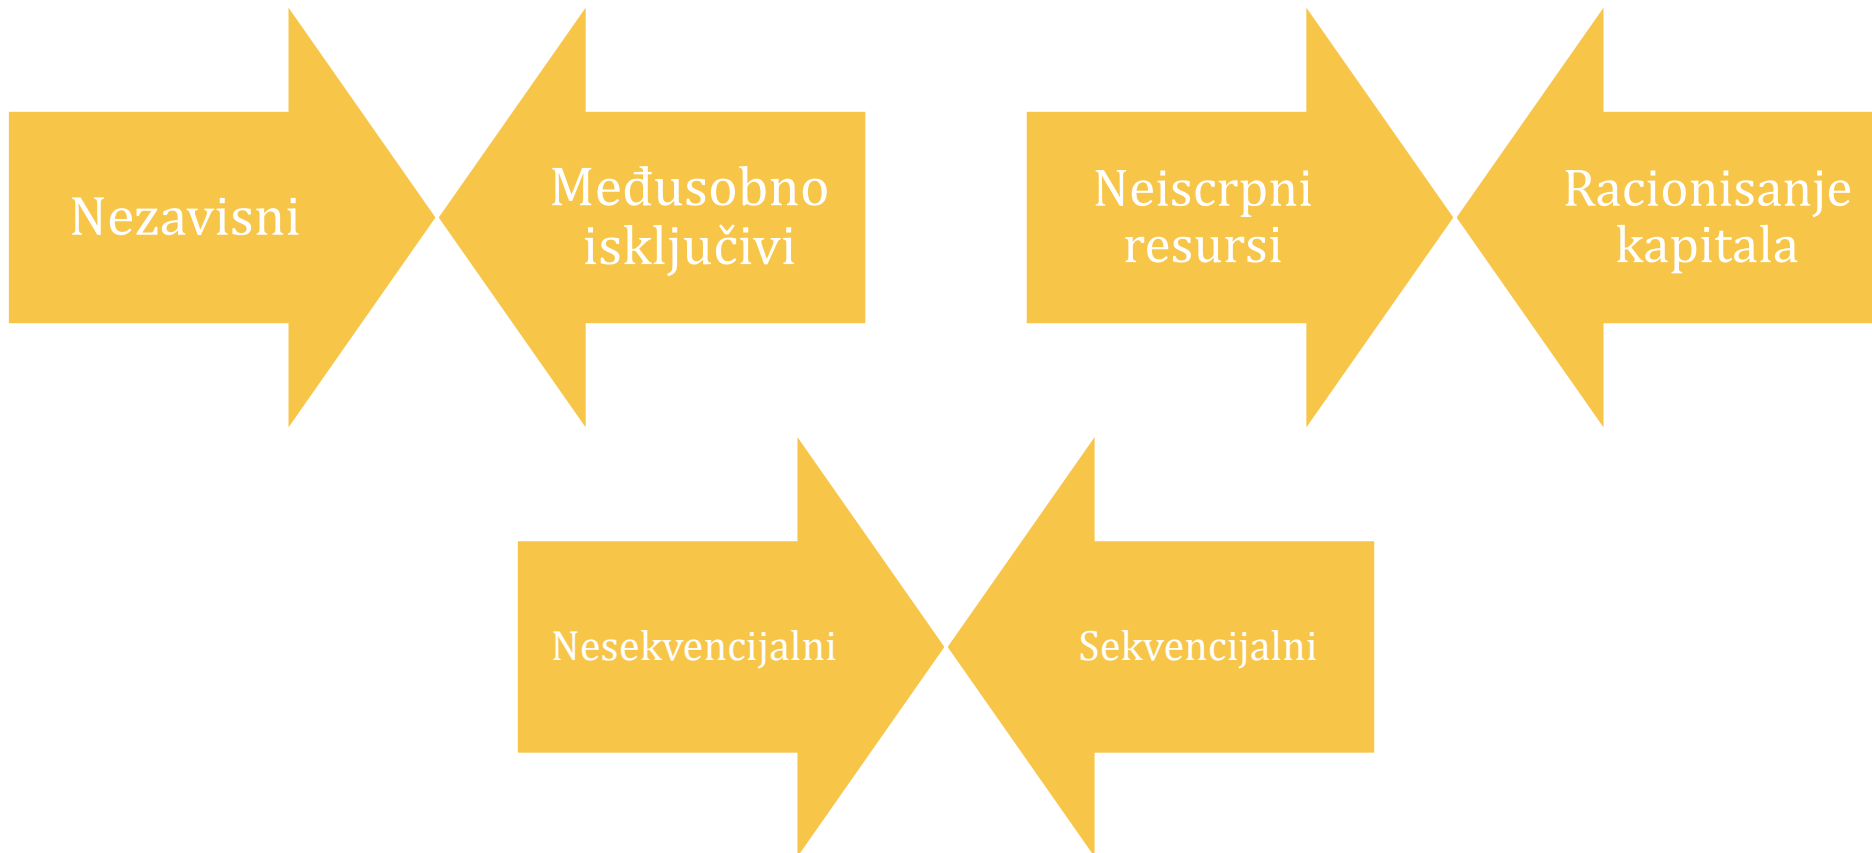 Nezavisni
Međusobno
isključivi
Neiscrpni
resursi
Racionisanje
kapitala
Nesekvencijalni
Sekvencijalni